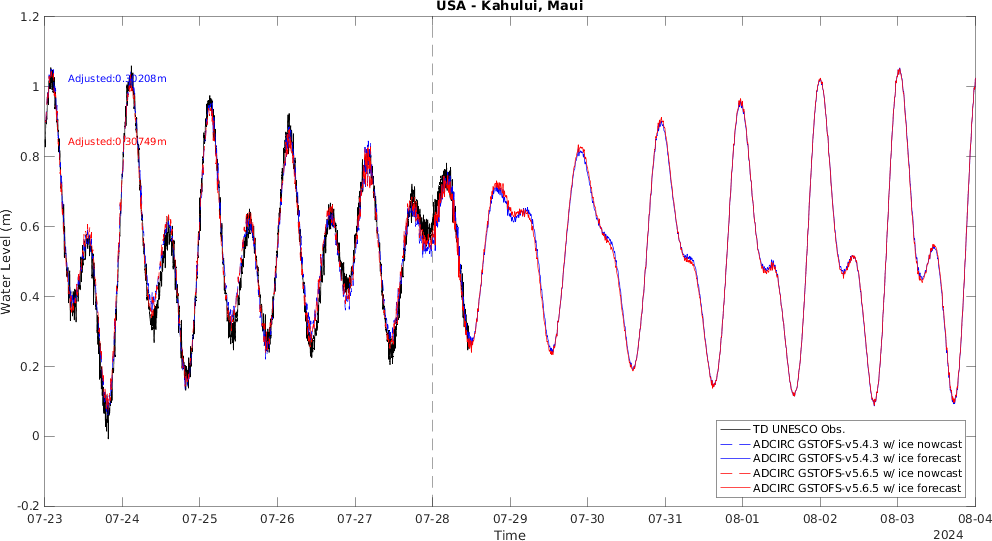 USA - Kahului, Maui
1.2
1
0.8
0.6
0.4
0.2
0
-0.2
Water Level (m)
Adjusted:0.30208m
Adjusted:0.30749m
TD UNESCO Obs.
ADCIRC GSTOFS-v5.4.3 w/ ice nowcast
ADCIRC GSTOFS-v5.4.3 w/ ice forecast
ADCIRC GSTOFS-v5.6.5 w/ ice nowcast
ADCIRC GSTOFS-v5.6.5 w/ ice forecast
07-23 07-24 07-25 07-26 07-27 07-28 07-29 07-30 07-31 08-01 08-02 08-03 08-04
Time
2024